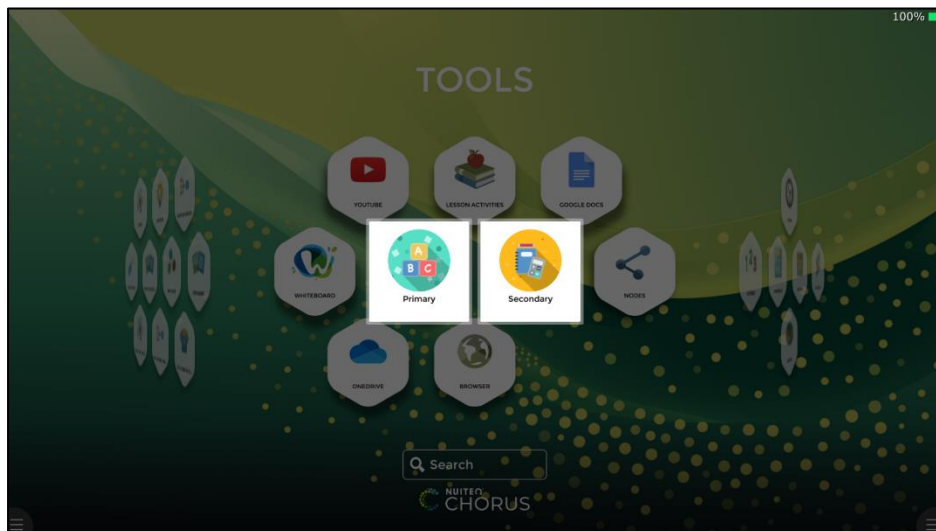 100%
TOOLS
YOUTUBE
LESSON ACTIVITIES
GOOGLE DOCS
A
B C
Primary
Secondary
WHITEBOARD
NODES
ONEDRIVE
BROWSER
Search
NUITEQ
CHORUS